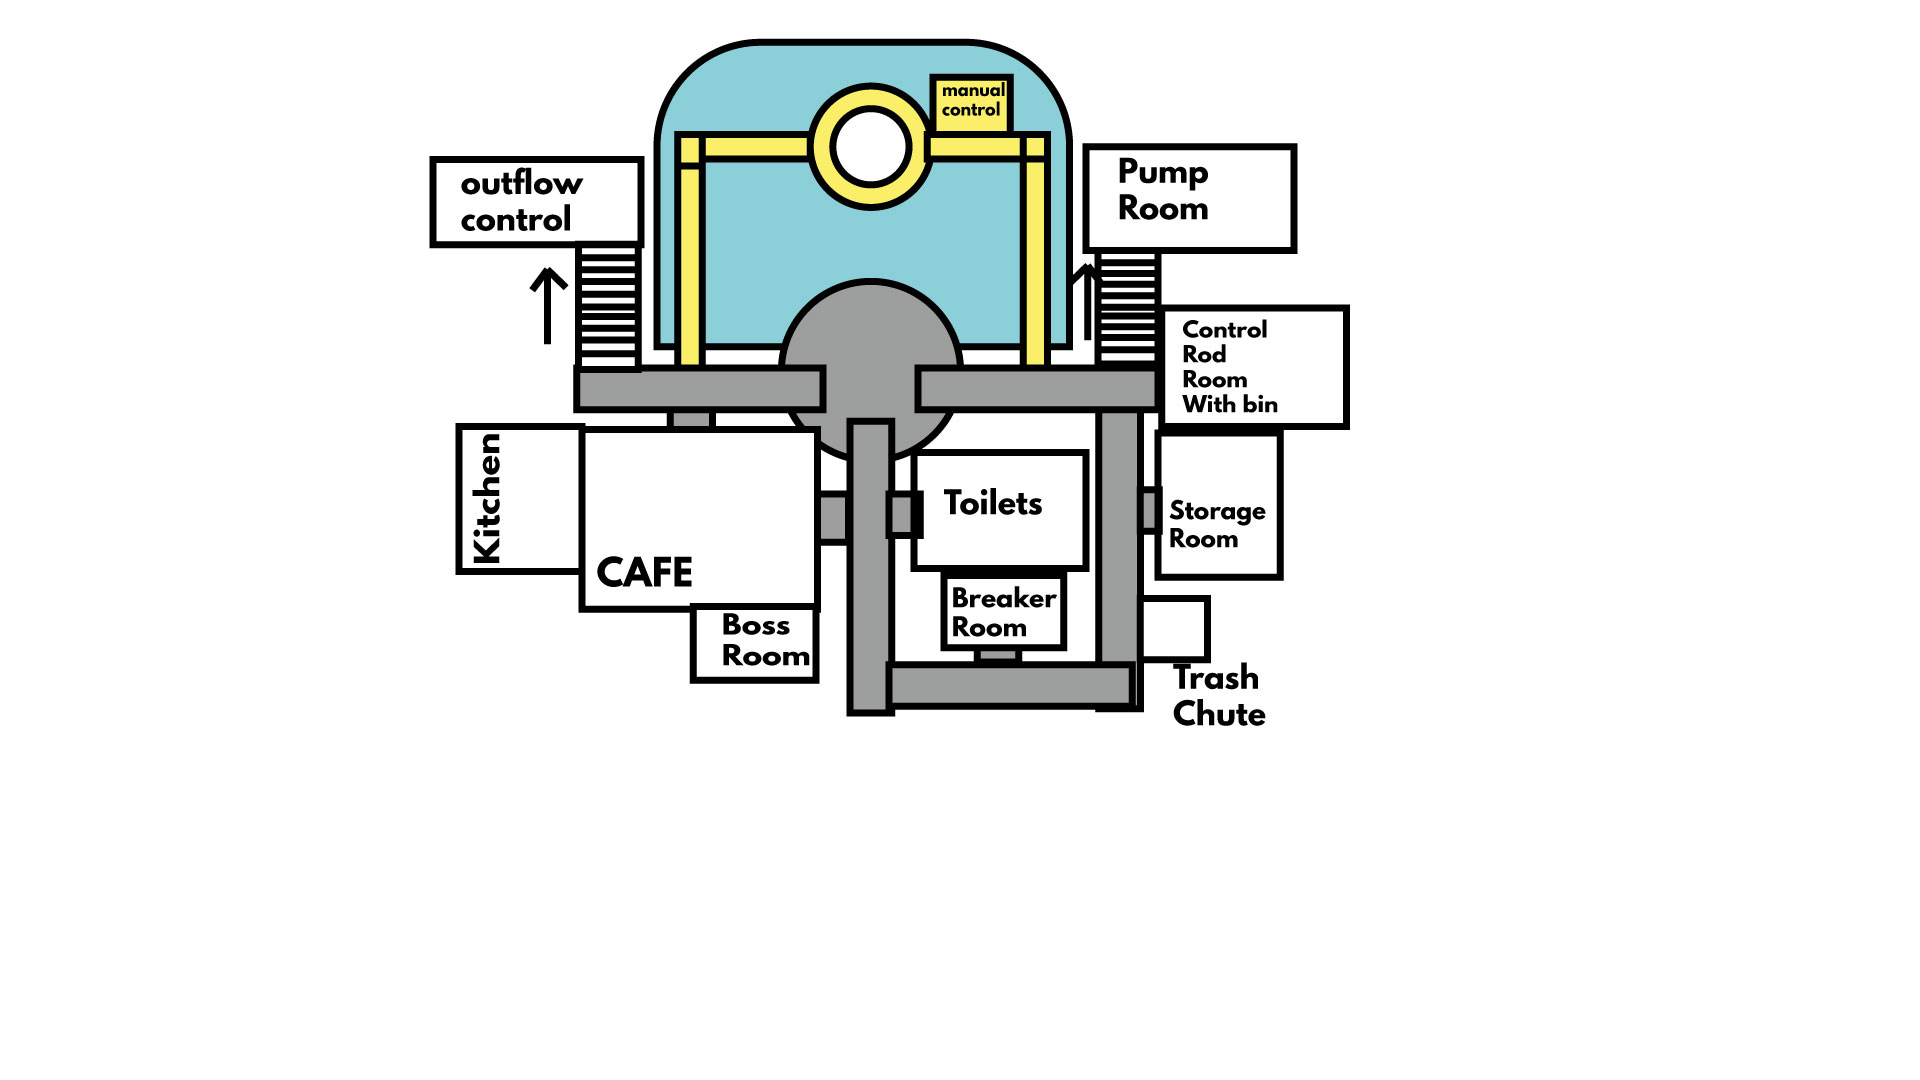 manual
control
outflow
control
Pump
Room
Control
Rod
Room
With bin
Kitchen
CAFE
Toilets
Storage
Room
Breaker
Room
Boss
Room
Trash
Chute